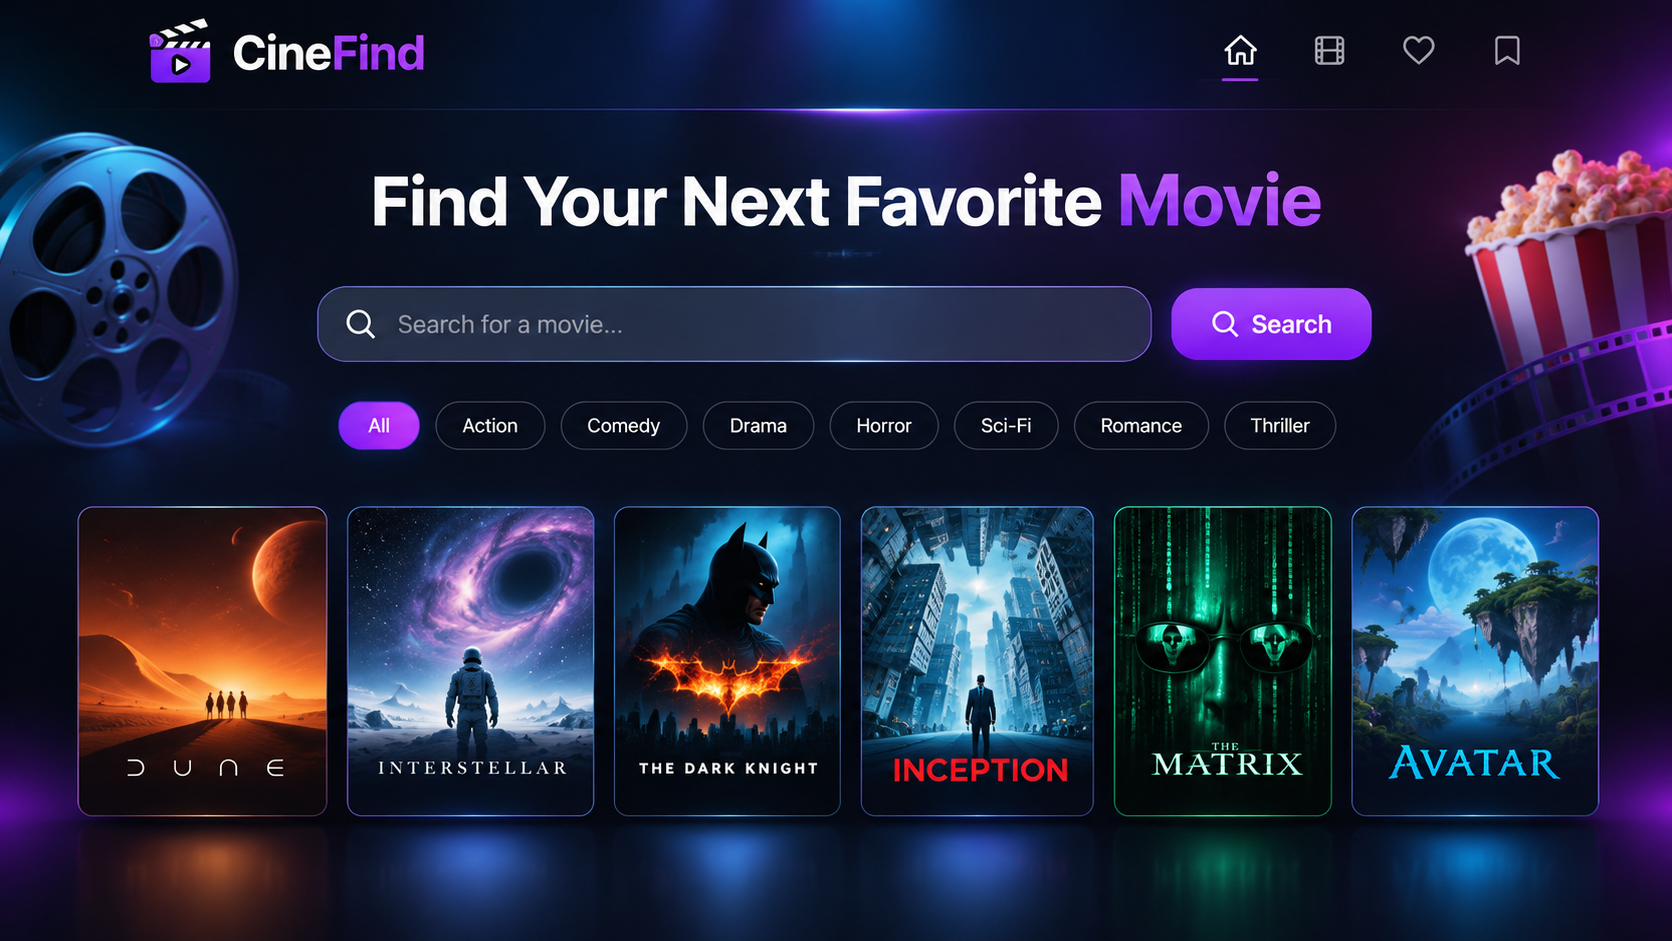 CineFind
Find Your Next Favorite Movie
Search for a movie...
Search
All
Action
Comedy
Drama
Horror
Sci-Fi
Romance
Thriller
DUNE
INTERSTELLAR
THE DARK KNIGHT
INCEPTION
THE
MATRIX
AVATAR